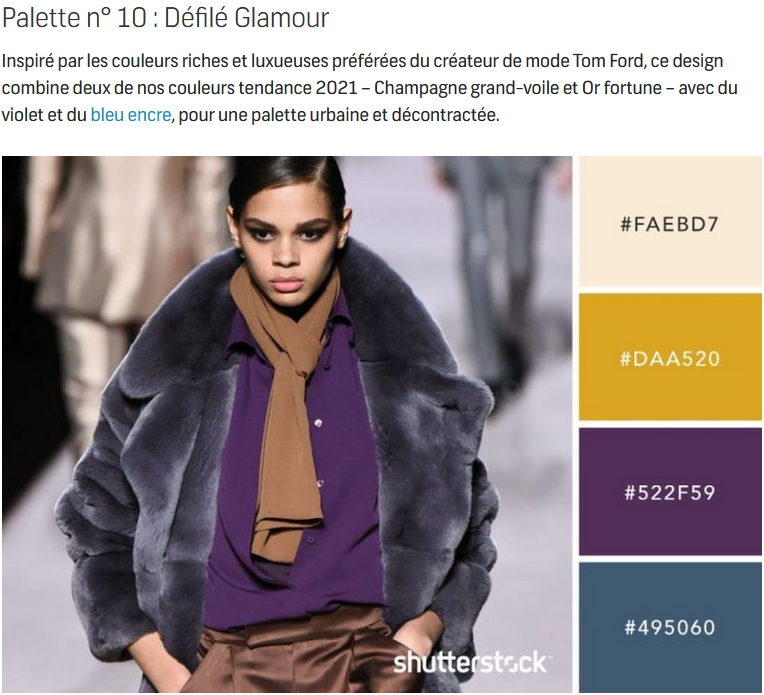 Palette n° 10 : Défilé Glamour
Inspiré par les couleurs riches et luxueuses préférées du créateur de mode Tom Ford, ce design
combine deux de nos couleurs tendance 2021 – Champagne grand-voile et Or fortune – avec du
violet et du bleu encre, pour une palette urbaine et décontractée.
#FAEBD7
#DAA520
#522F59
#495060
shutterstock